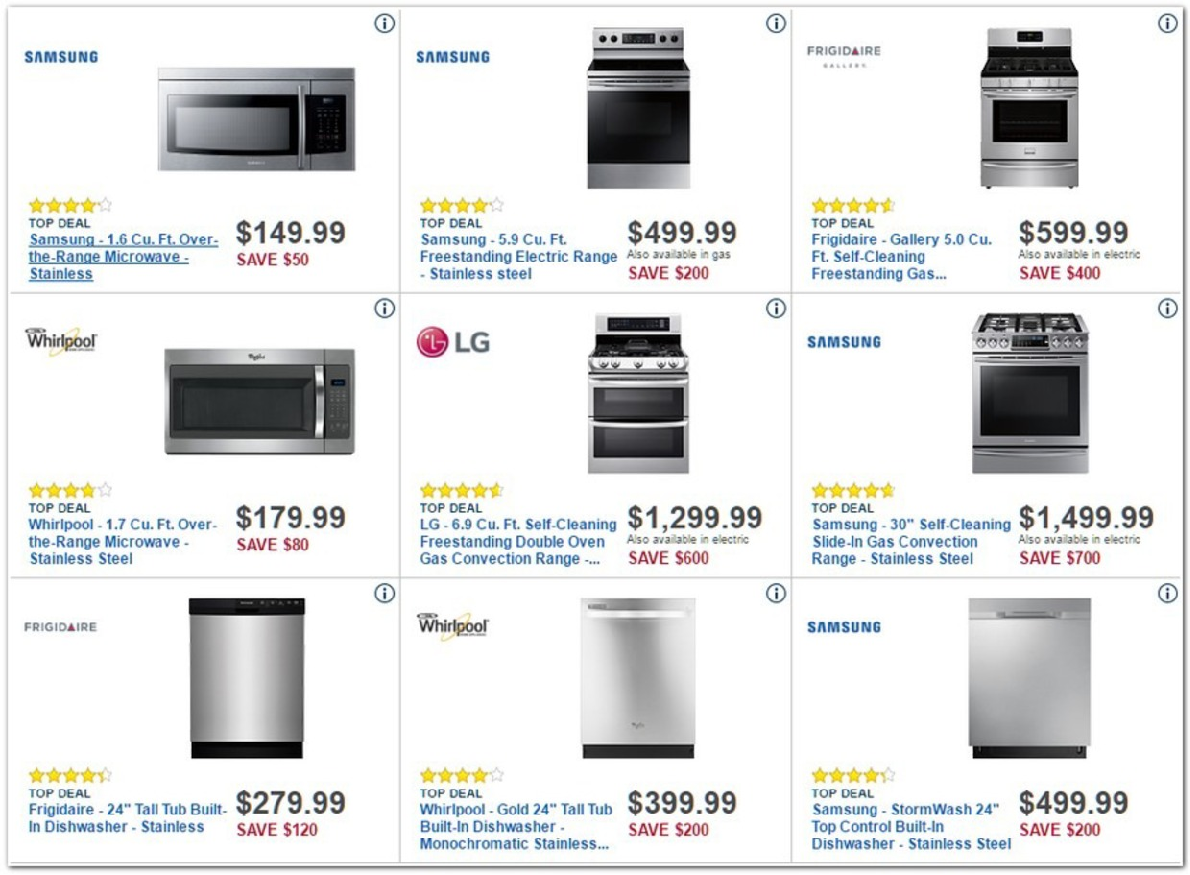 SAMSUNG
TOP DEAL
Samsung - 1.6 Cu. Ft. Over-
the-Range Microwave -
Stainless
$149.99
SAVE $50
SAMSUNG
TOP DEAL
Samsung - 5.9 Cu. Ft.
Freestanding Electric Range
- Stainless steel
$499.99
Also available in gas
SAVE $200
FRIGIDAIRE
GALLERY
TOP DEAL
Frigidaire - Gallery 5.0 Cu.
Ft. Self-Cleaning
Freestanding Gas...
$599.99
Also available in electric
SAVE $400
Whirlpool
TOP DEAL
Whirlpool - 1.7 Cu. Ft. Over-
the-Range Microwave -
Stainless Steel
$179.99
SAVE $80
LG
TOP DEAL
LG - 6.9 Cu. Ft. Self-Cleaning
Freestanding Double Oven
Gas Convection Range -...
$1,299.99
Also available in electric
SAVE $600
SAMSUNG
TOP DEAL
Samsung - 30" Self-Cleaning
Slide-In Gas Convection
Range - Stainless Steel
$1,499.99
Also available in electric
SAVE $700
FRIGIDAIRE
TOP DEAL
Frigidaire - 24" Tall Tub Built-
In Dishwasher - Stainless
$279.99
SAVE $120
Whirlpool
TOP DEAL
Whirlpool - Gold 24" Tall Tub
Built-In Dishwasher -
Monochromatic Stainless...
$399.99
SAVE $200
SAMSUNG
TOP DEAL
Samsung - StormWash 24"
Top Control Built-In
Dishwasher - Stainless Steel
$499.99
SAVE $200